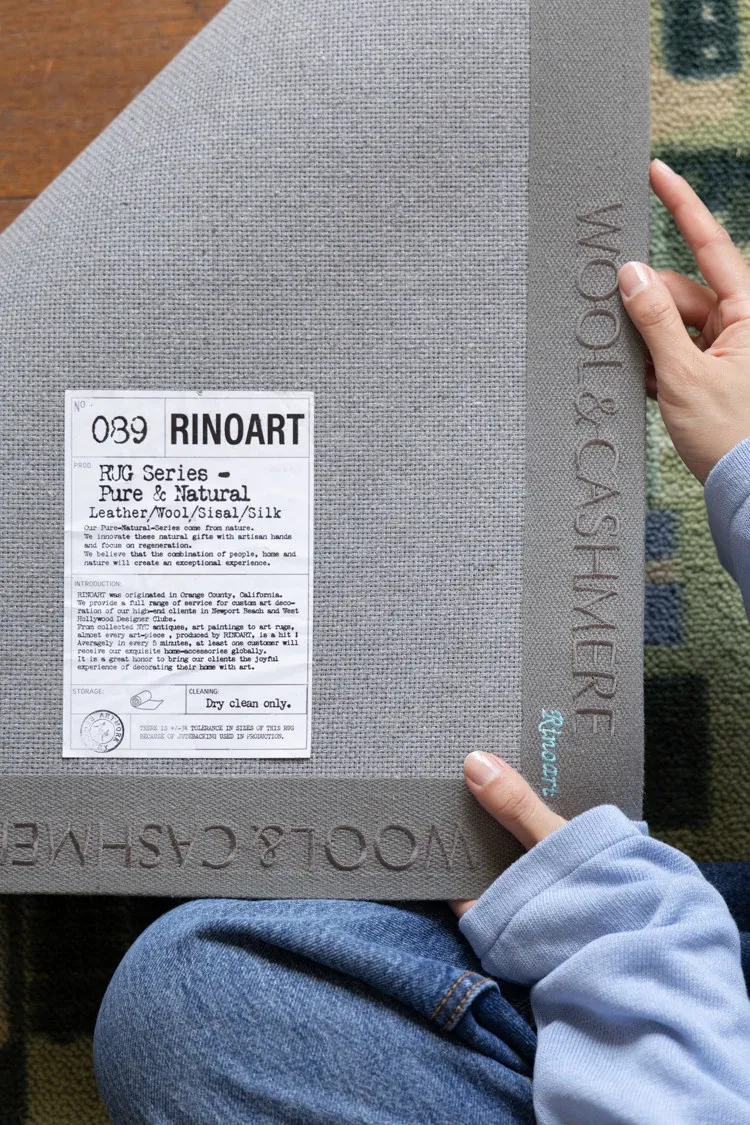 Nº
089 RINOART
PROD.
RUG Series -
Pure & Natural
Leather/Wool/Sisal/Silk
Our Pure-Natural-Series come from nature.
We innovate these natural gifts with artisan hands
and focus on regeneration.
We believe that the combination of people, home and
nature will create an exceptional experience.
INTRODUCTION:
RINOART was originated in Orange County, California.
We provide a full range of service for custom art deco-
ration of our high-end clients in Newport Beach and West
Hollywood Designer Clubs.
From collected NYC antiques, art paintings to art rugs,
almost every art-piece , produced by RINOART, is a hit !
Averagely in every 5 minutes, at least one customer will
receive our exquisite home-accessories globally.
It is a great honor to bring our clients the joyful
experience of decorating their home with art.
STORAGE:
CLEANING:
Dry clean only.
THERE IS +/-3% TOLERANCE IN SIZES OF THIS RUG
BECAUSE OF JUTEBACKING USED IN PRODUCTION.
WOOL & CASHMERE
Rinoart
WOOL & CASHME